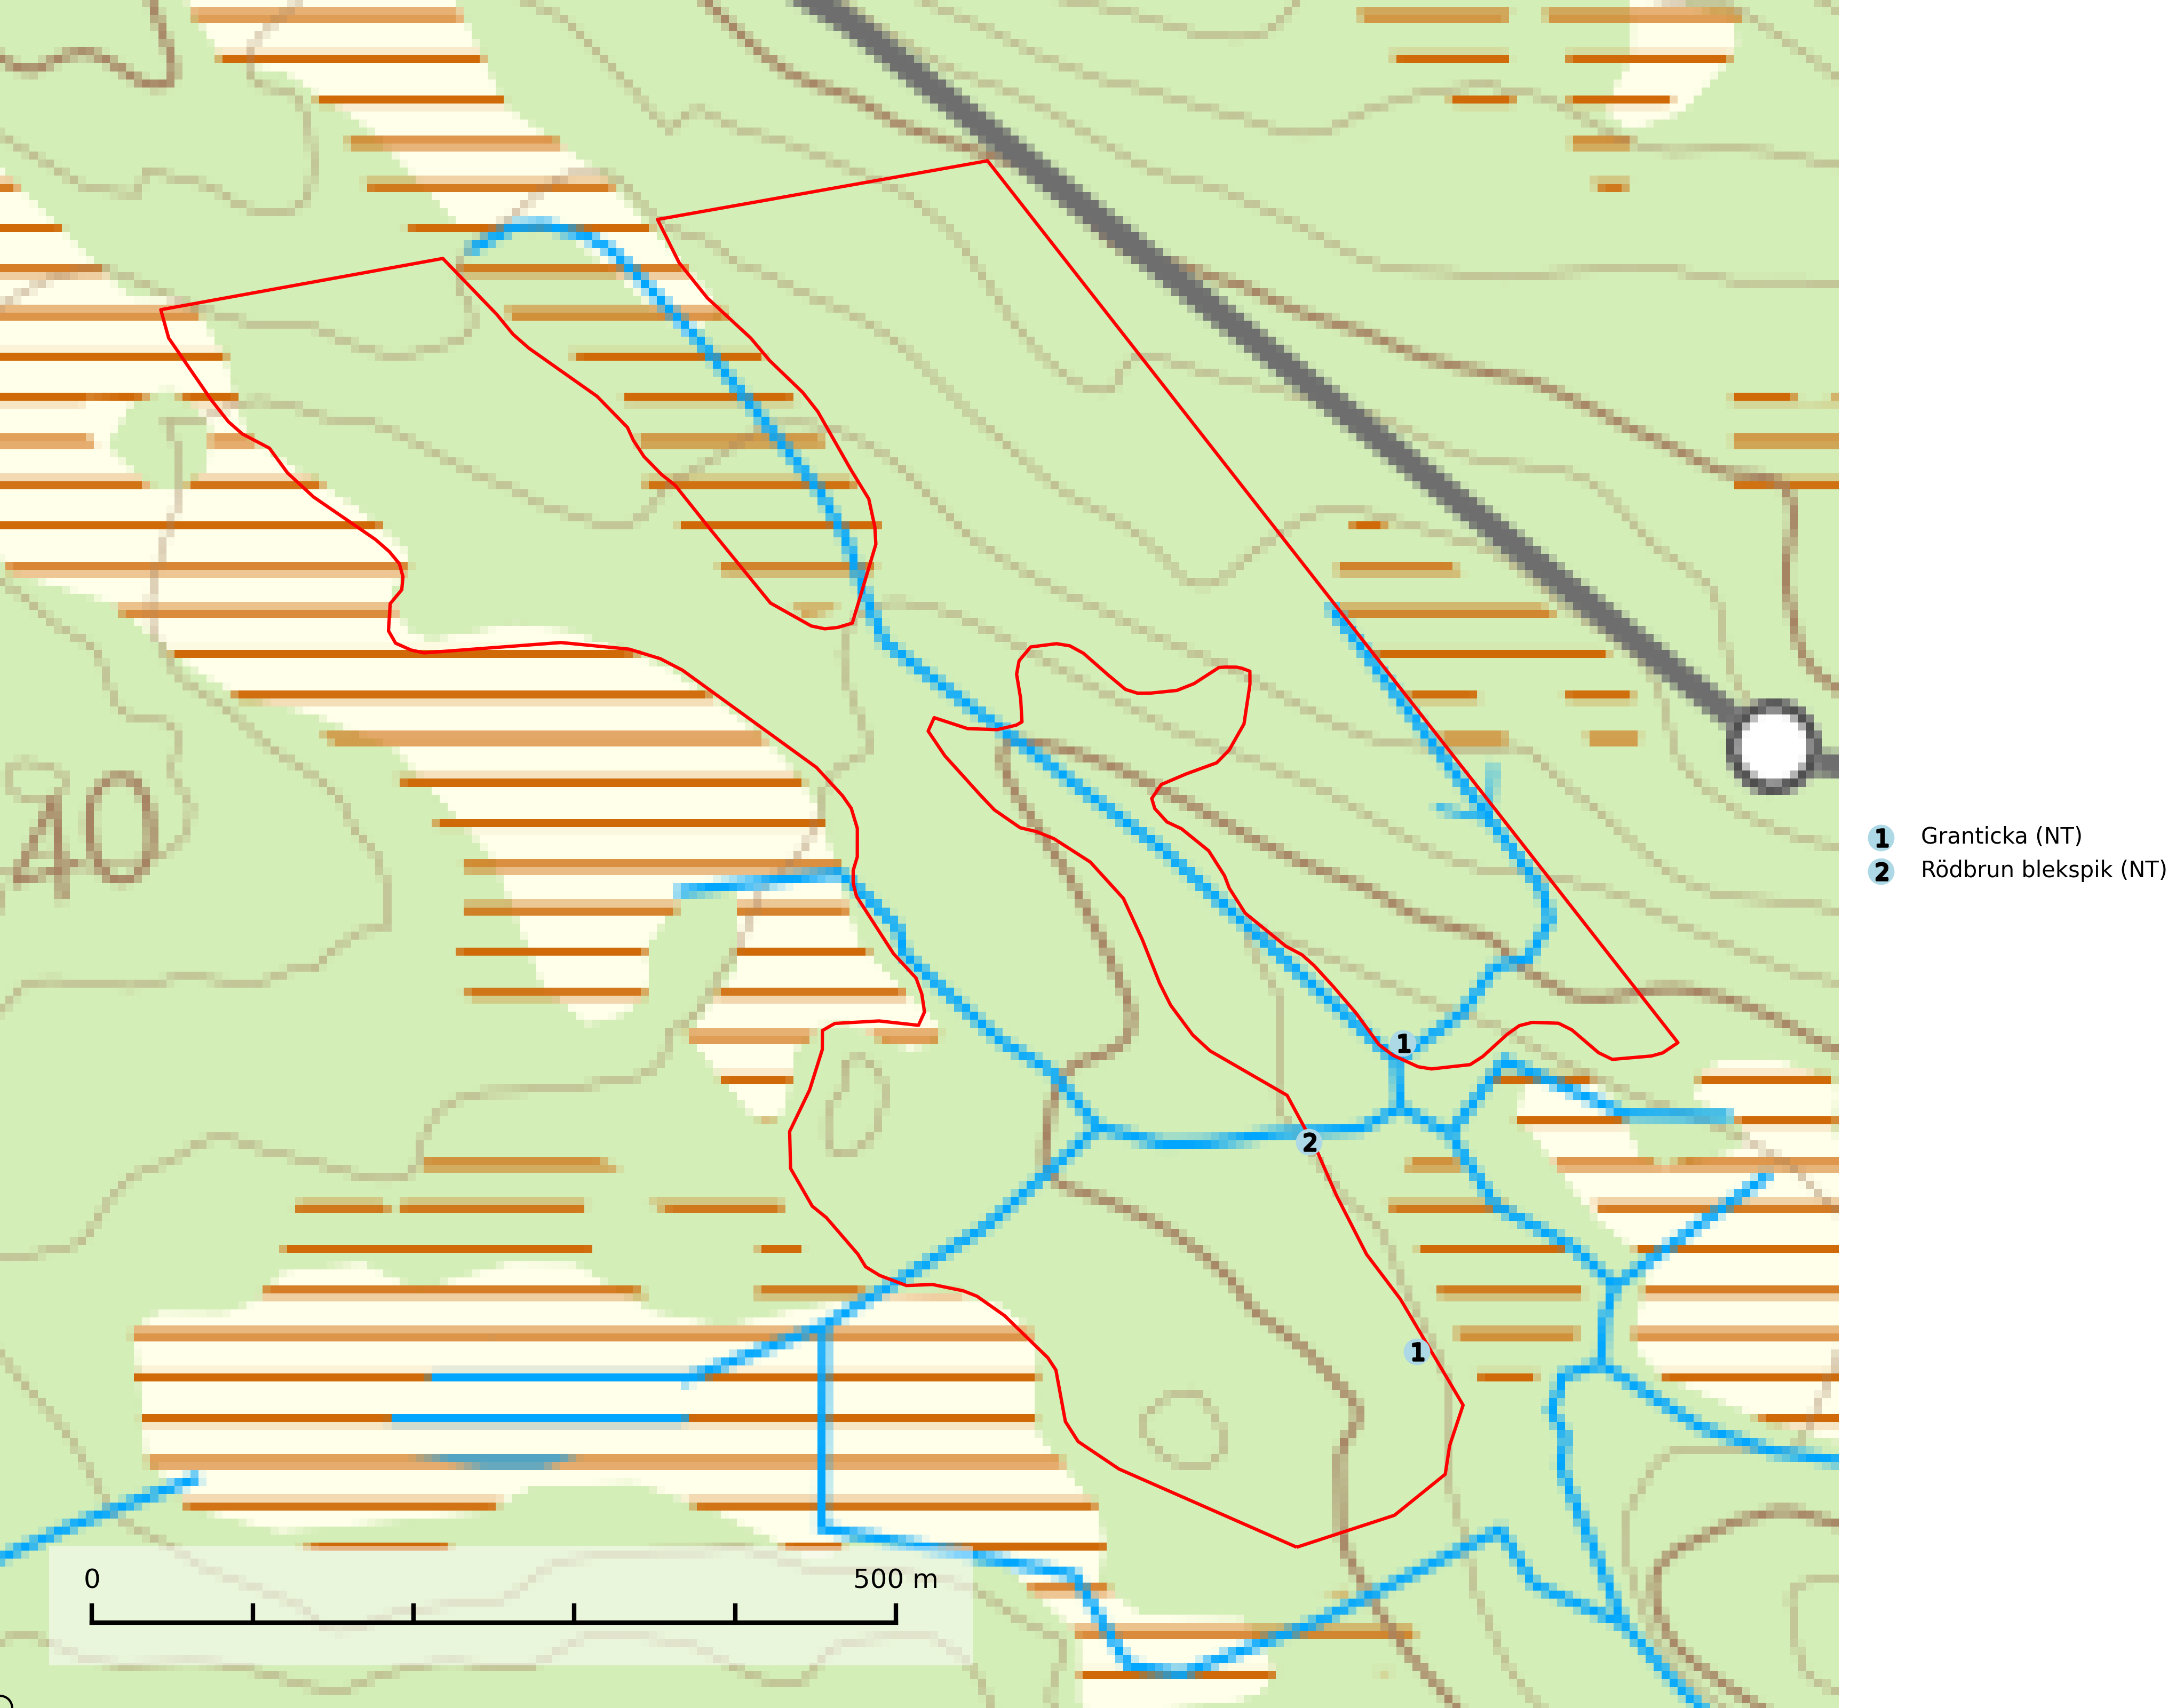 40
1
2
1
1 Granticka (NT)
2 Rödbrun blekspik (NT)
0 500 m